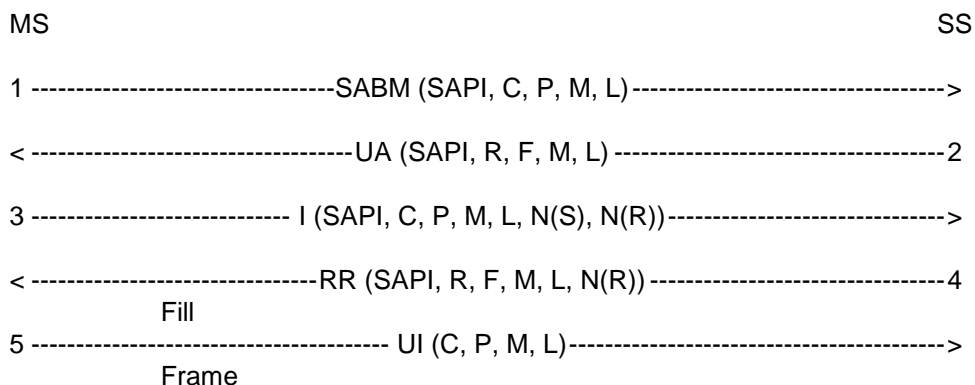 MS SS
1 ----------------------------------SABM (SAPI, C, P, M, L) ----------------------------------->
< ------------------------------------UA (SAPI, R, F, M, L) -------------------------------------2
3 ----------------------------- I (SAPI, C, P, M, L, N(S), N(R))------------------------------->
< --------------------------------RR (SAPI, R, F, M, L, N(R)) ---------------------------------4
Fill
5 ---------------------------------------- UI (C, P, M, L)------------------------------------------>
Frame